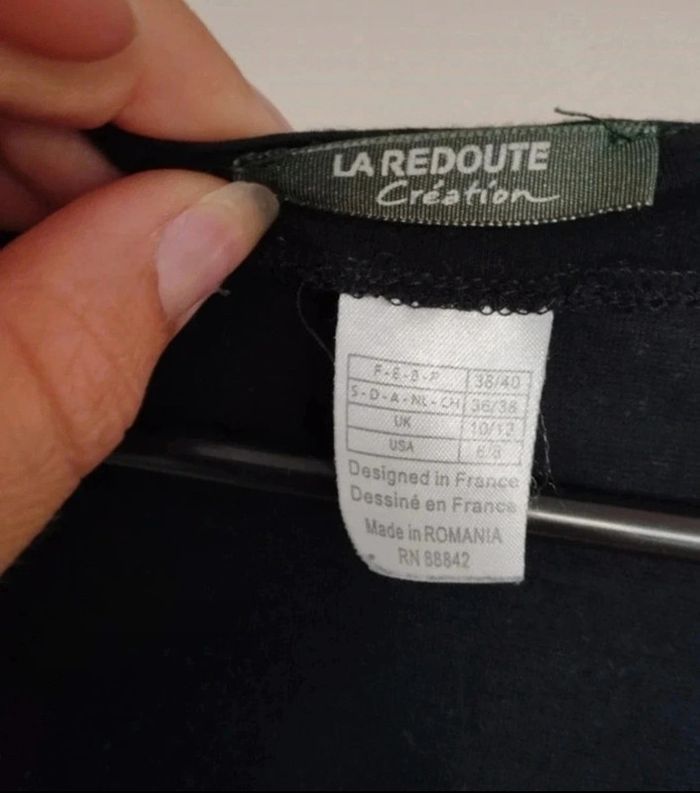 LA REDOUTE
Création
F-E-B-P 38/40
S-D-A-NL-CH 36/38
UK 10/12
USA 6/8
Designed in France
Dessiné en France
Made in ROMANIA
RN 88842